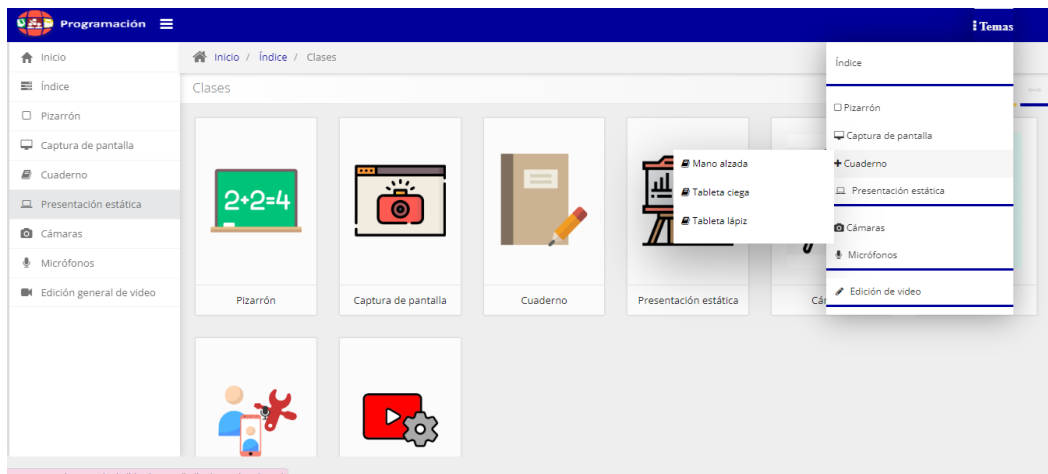 Programación
Temas
Inicio
Índice
Pizarrón
Captura de pantalla
Cuaderno
Presentación estática
Cámaras
Micrófonos
Edición general de video
Inicio / Índice / Clases
Clases
2+2=4
Pizarrón
Captura de pantalla
Cuaderno
Presentación estática
Mano alzada
Tableta ciega
Tableta lápiz
Índice
Pizarrón
Captura de pantalla
Cuaderno
Presentación estática
Cámaras
Micrófonos
Edición de video